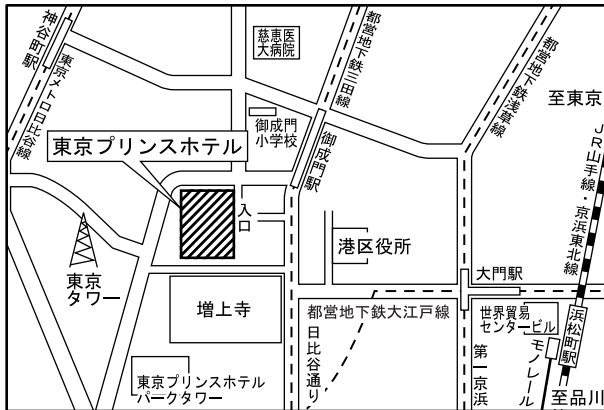 神谷町駅
東京メトロ日比谷線
慈恵医
大病院
都営地下鉄三田線
御成門
小学校
御成門駅
都営地下鉄浅草線
至東京
JR山手線・京浜東北線
東京プリンスホテル
入口
港区役所
東京
タワー
増上寺
大門駅
都営地下鉄大江戸線
日比谷通り
第一京浜
世界貿易
センタービル
浜松町駅
モノレール
東京プリンスホテル
パークタワー
至品川